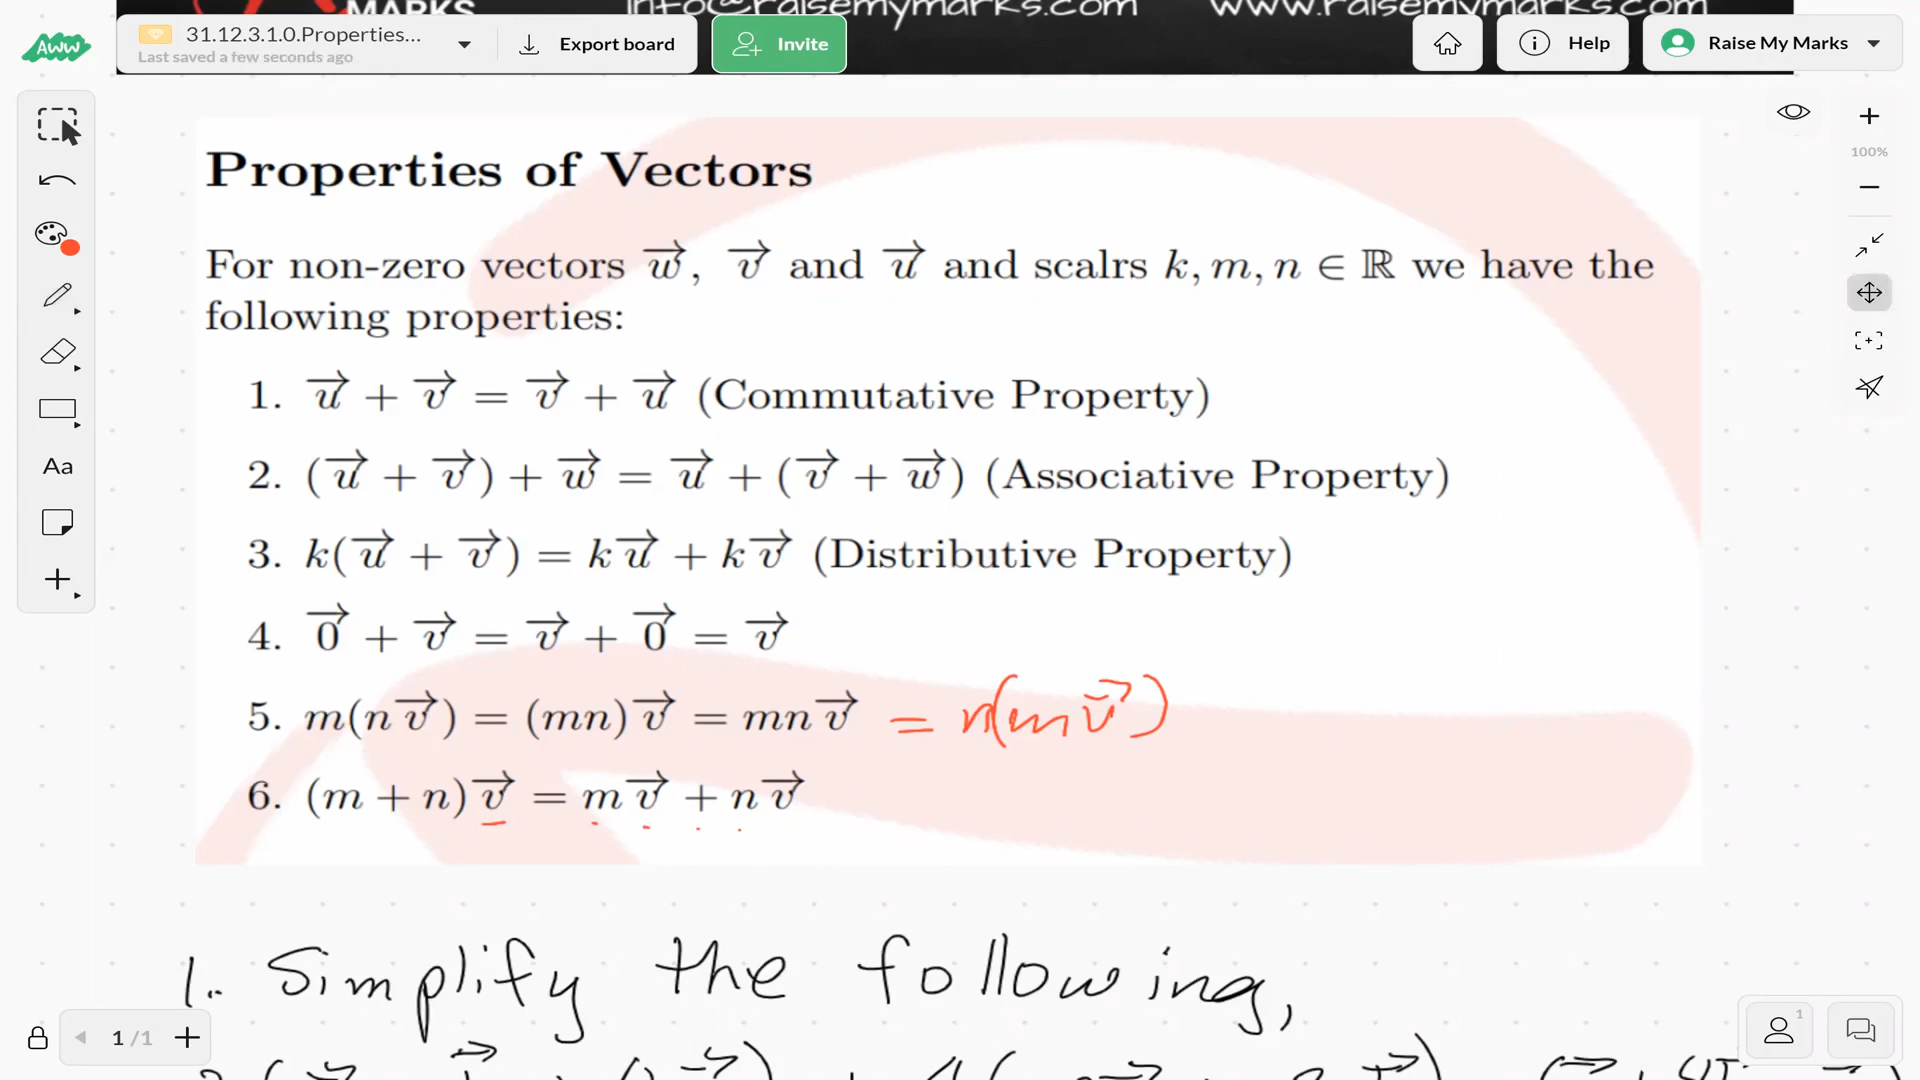 MARKS info@raisemymarks.com www.raisemymarks.com
AWW 31.12.3.1.0.Properties... Export board Invite Help Raise My Marks
Last saved a few seconds ago
100%
Properties of Vectors
For non-zero vectors w⃗, v⃗ and u⃗ and scalrs k, m, n ∈ ℝ we have the
following properties:
1. u⃗ + v⃗ = v⃗ + u⃗ (Commutative Property)
2. (u⃗ + v⃗) + w⃗ = u⃗ + (v⃗ + w⃗) (Associative Property)
3. k(u⃗ + v⃗) = ku⃗ + kv⃗ (Distributive Property)
4. 0⃗ + v⃗ = v⃗ + 0⃗ = v⃗
5. m(nv⃗) = (mn)v⃗ = mnv⃗ = n(mv⃗)
6. (m + n)v⃗ = mv⃗ + nv⃗
Aa
1. Simplify the following,
1 / 1
1